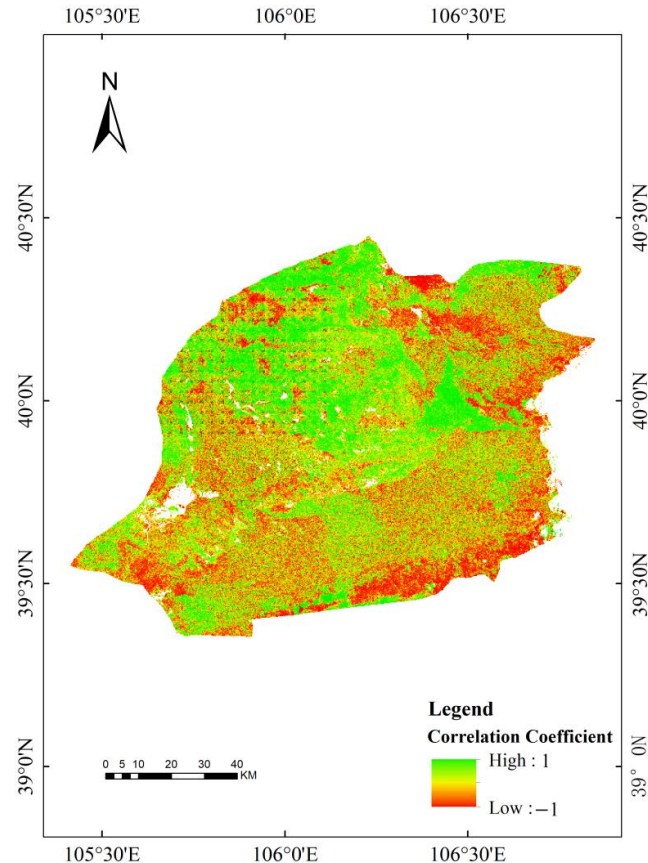 105°30'E 106°0'E 106°30'E
N
40°30'N 40°30'N
40°0'N 40°0'N
39°30'N 39°30'N
39°0'N 39° 0N
Legend
Correlation Coefficient
High : 1
Low : −1
0 5 10 20 30 40
KM
105°30'E 106°0'E 106°30'E